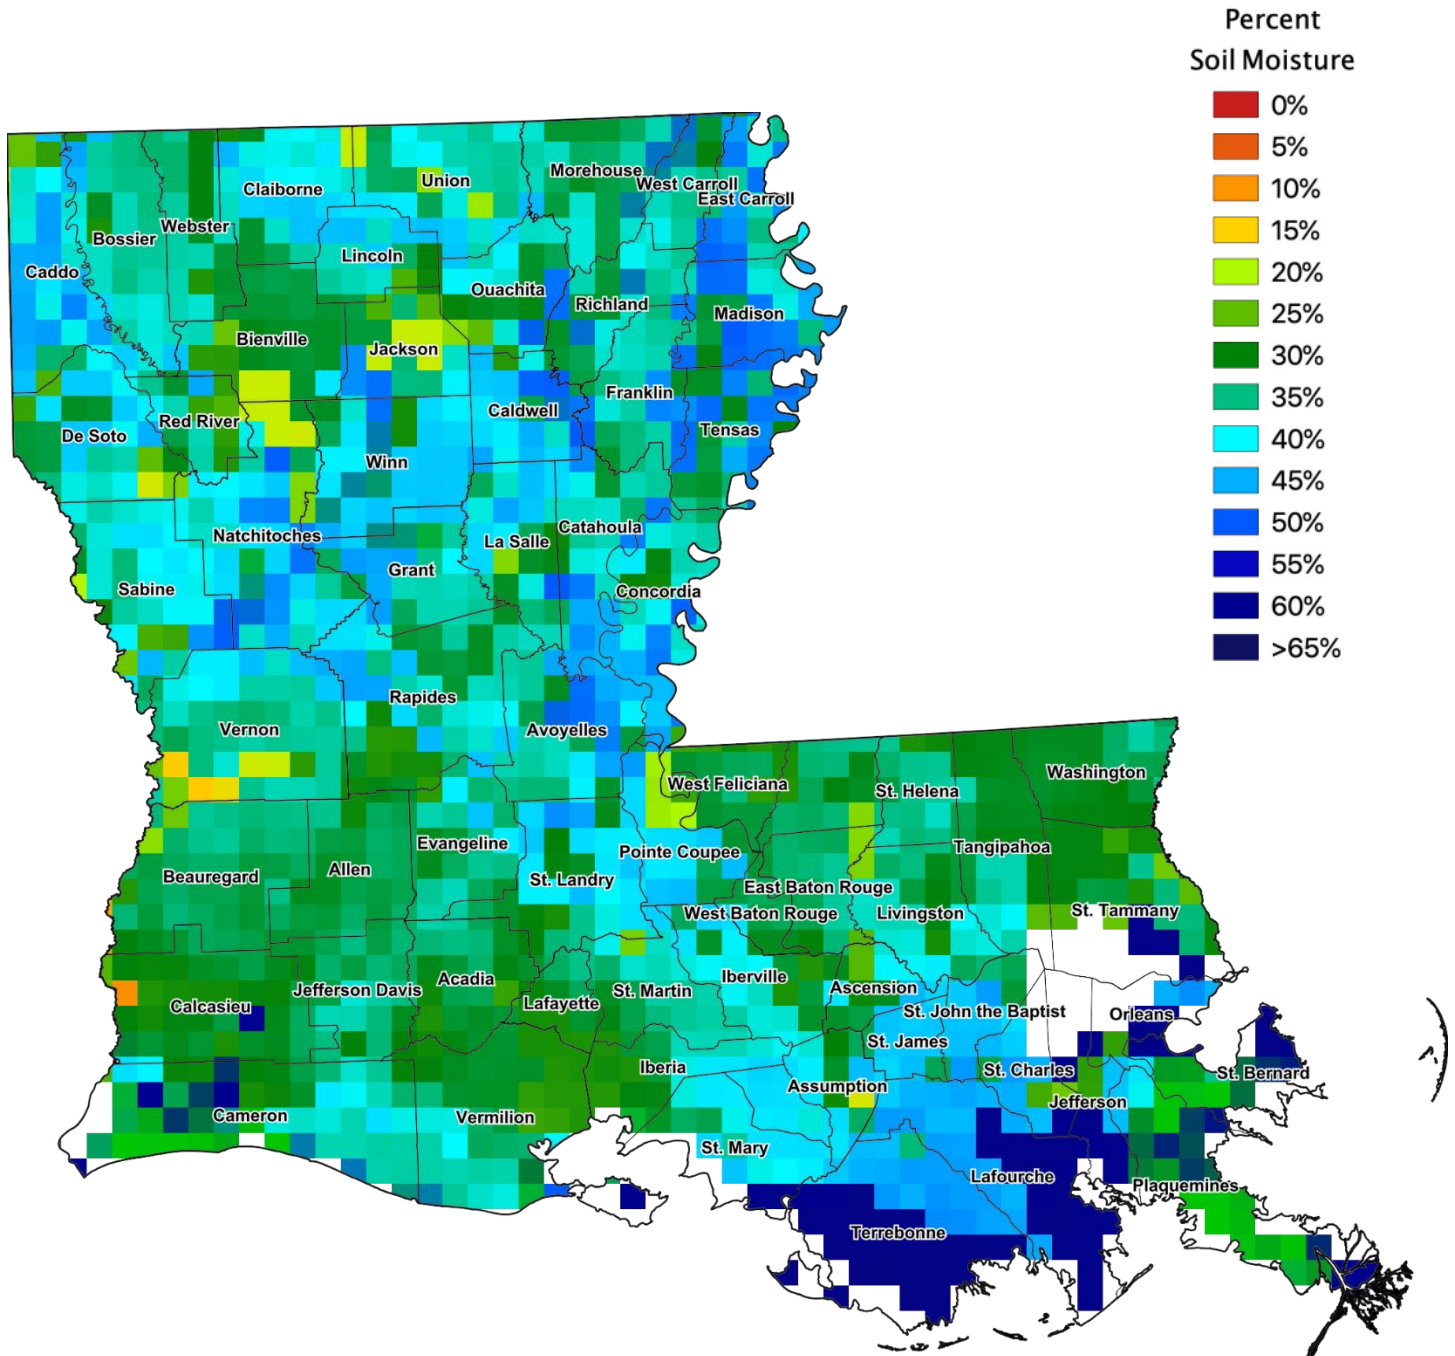 Percent
Soil Moisture
0%
5%
10%
15%
20%
25%
30%
35%
40%
45%
50%
55%
60%
>65%
Morehouse
West Carroll
East Carroll
Union
Claiborne
Webster
Bossier
Lincoln
Caddo
Ouachita
Richland
Madison
Bienville
Jackson
Franklin
Caldwell
Red River
Tensas
De Soto
Winn
Catahoula
Natchitoches
La Salle
Grant
Sabine
Concordia
Rapides
Vernon
Avoyelles
Washington
West Feliciana
St. Helena
Evangeline
Tangipahoa
Pointe Coupee
Allen
Beauregard
St. Landry
East Baton Rouge
West Baton Rouge
Livingston
St. Tammany
Iberville
Acadia
Jefferson Davis
St. Martin
Ascension
Lafayette
Calcasieu
St. John the Baptist
Orleans
St. James
Iberia
St. Charles
St. Bernard
Assumption
Jefferson
Cameron
Vermilion
St. Mary
Lafourche
Plaquemines
Terrebonne